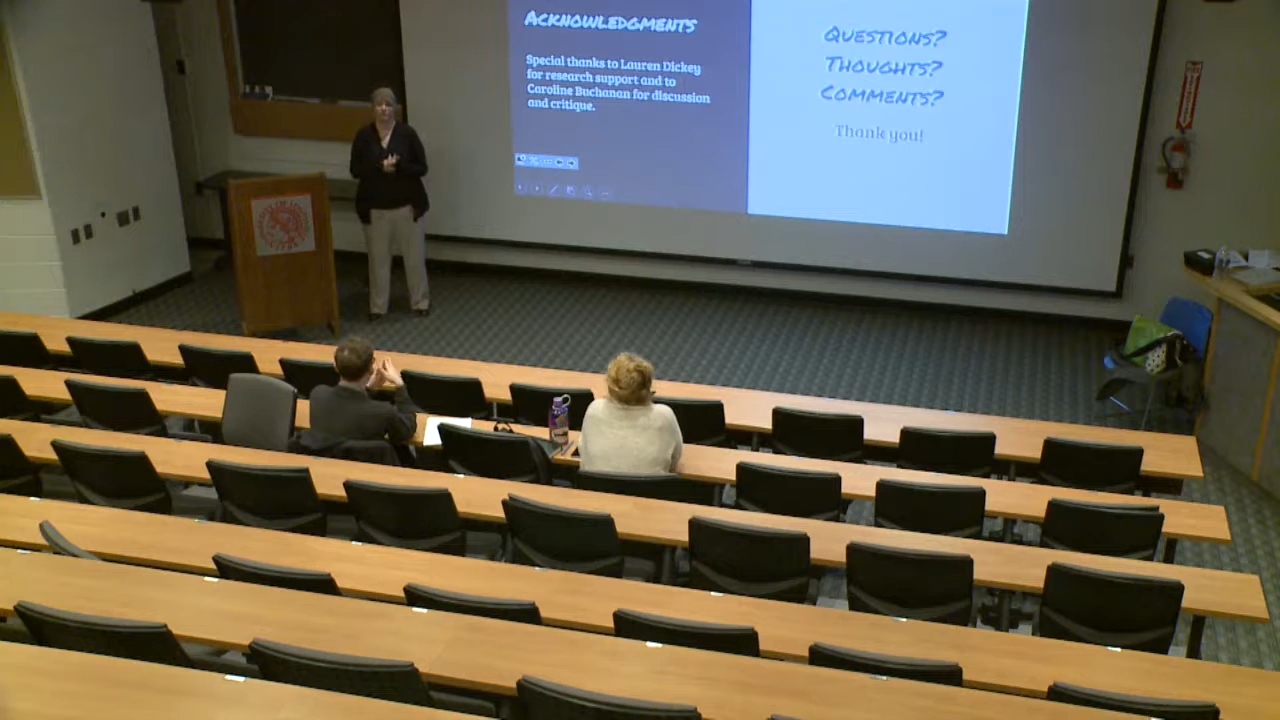 Acknowledgments
Special thanks to Lauren Dickey
for research support and to
Caroline Buchanan for discussion
and critique.
Questions?
Thoughts?
Comments?
Thank you!